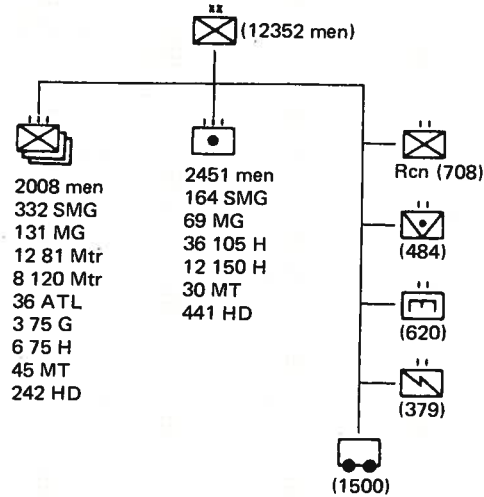 xx
(12352 men)
2008 men
332 SMG
131 MG
12 81 Mtr
8 120 Mtr
36 ATL
3 75 G
6 75 H
45 MT
242 HD
2451 men
164 SMG
69 MG
36 105 H
12 150 H
30 MT
441 HD
Rcn (708)
(484)
(620)
(379)
(1500)